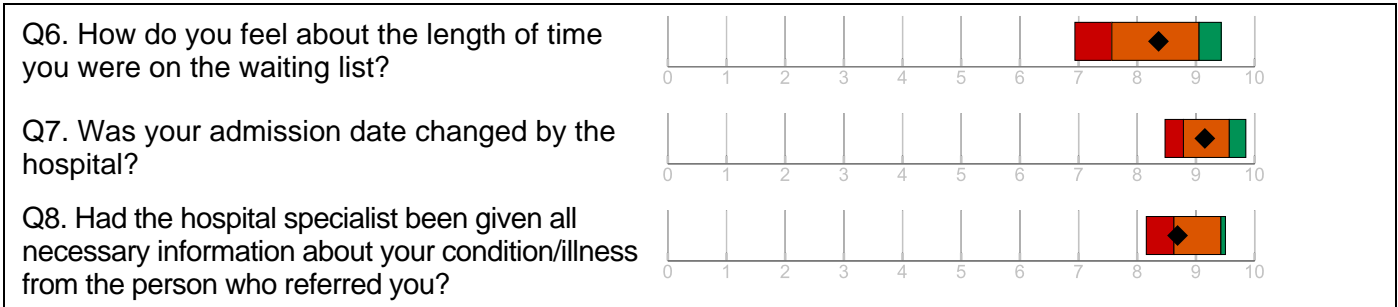 Q6. How do you feel about the length of time
you were on the waiting list?
0 1 2 3 4 5 6 7 8 9 10
Q7. Was your admission date changed by the
hospital?
0 1 2 3 4 5 6 7 8 9 10
Q8. Had the hospital specialist been given all
necessary information about your condition/illness
from the person who referred you?
0 1 2 3 4 5 6 7 8 9 10